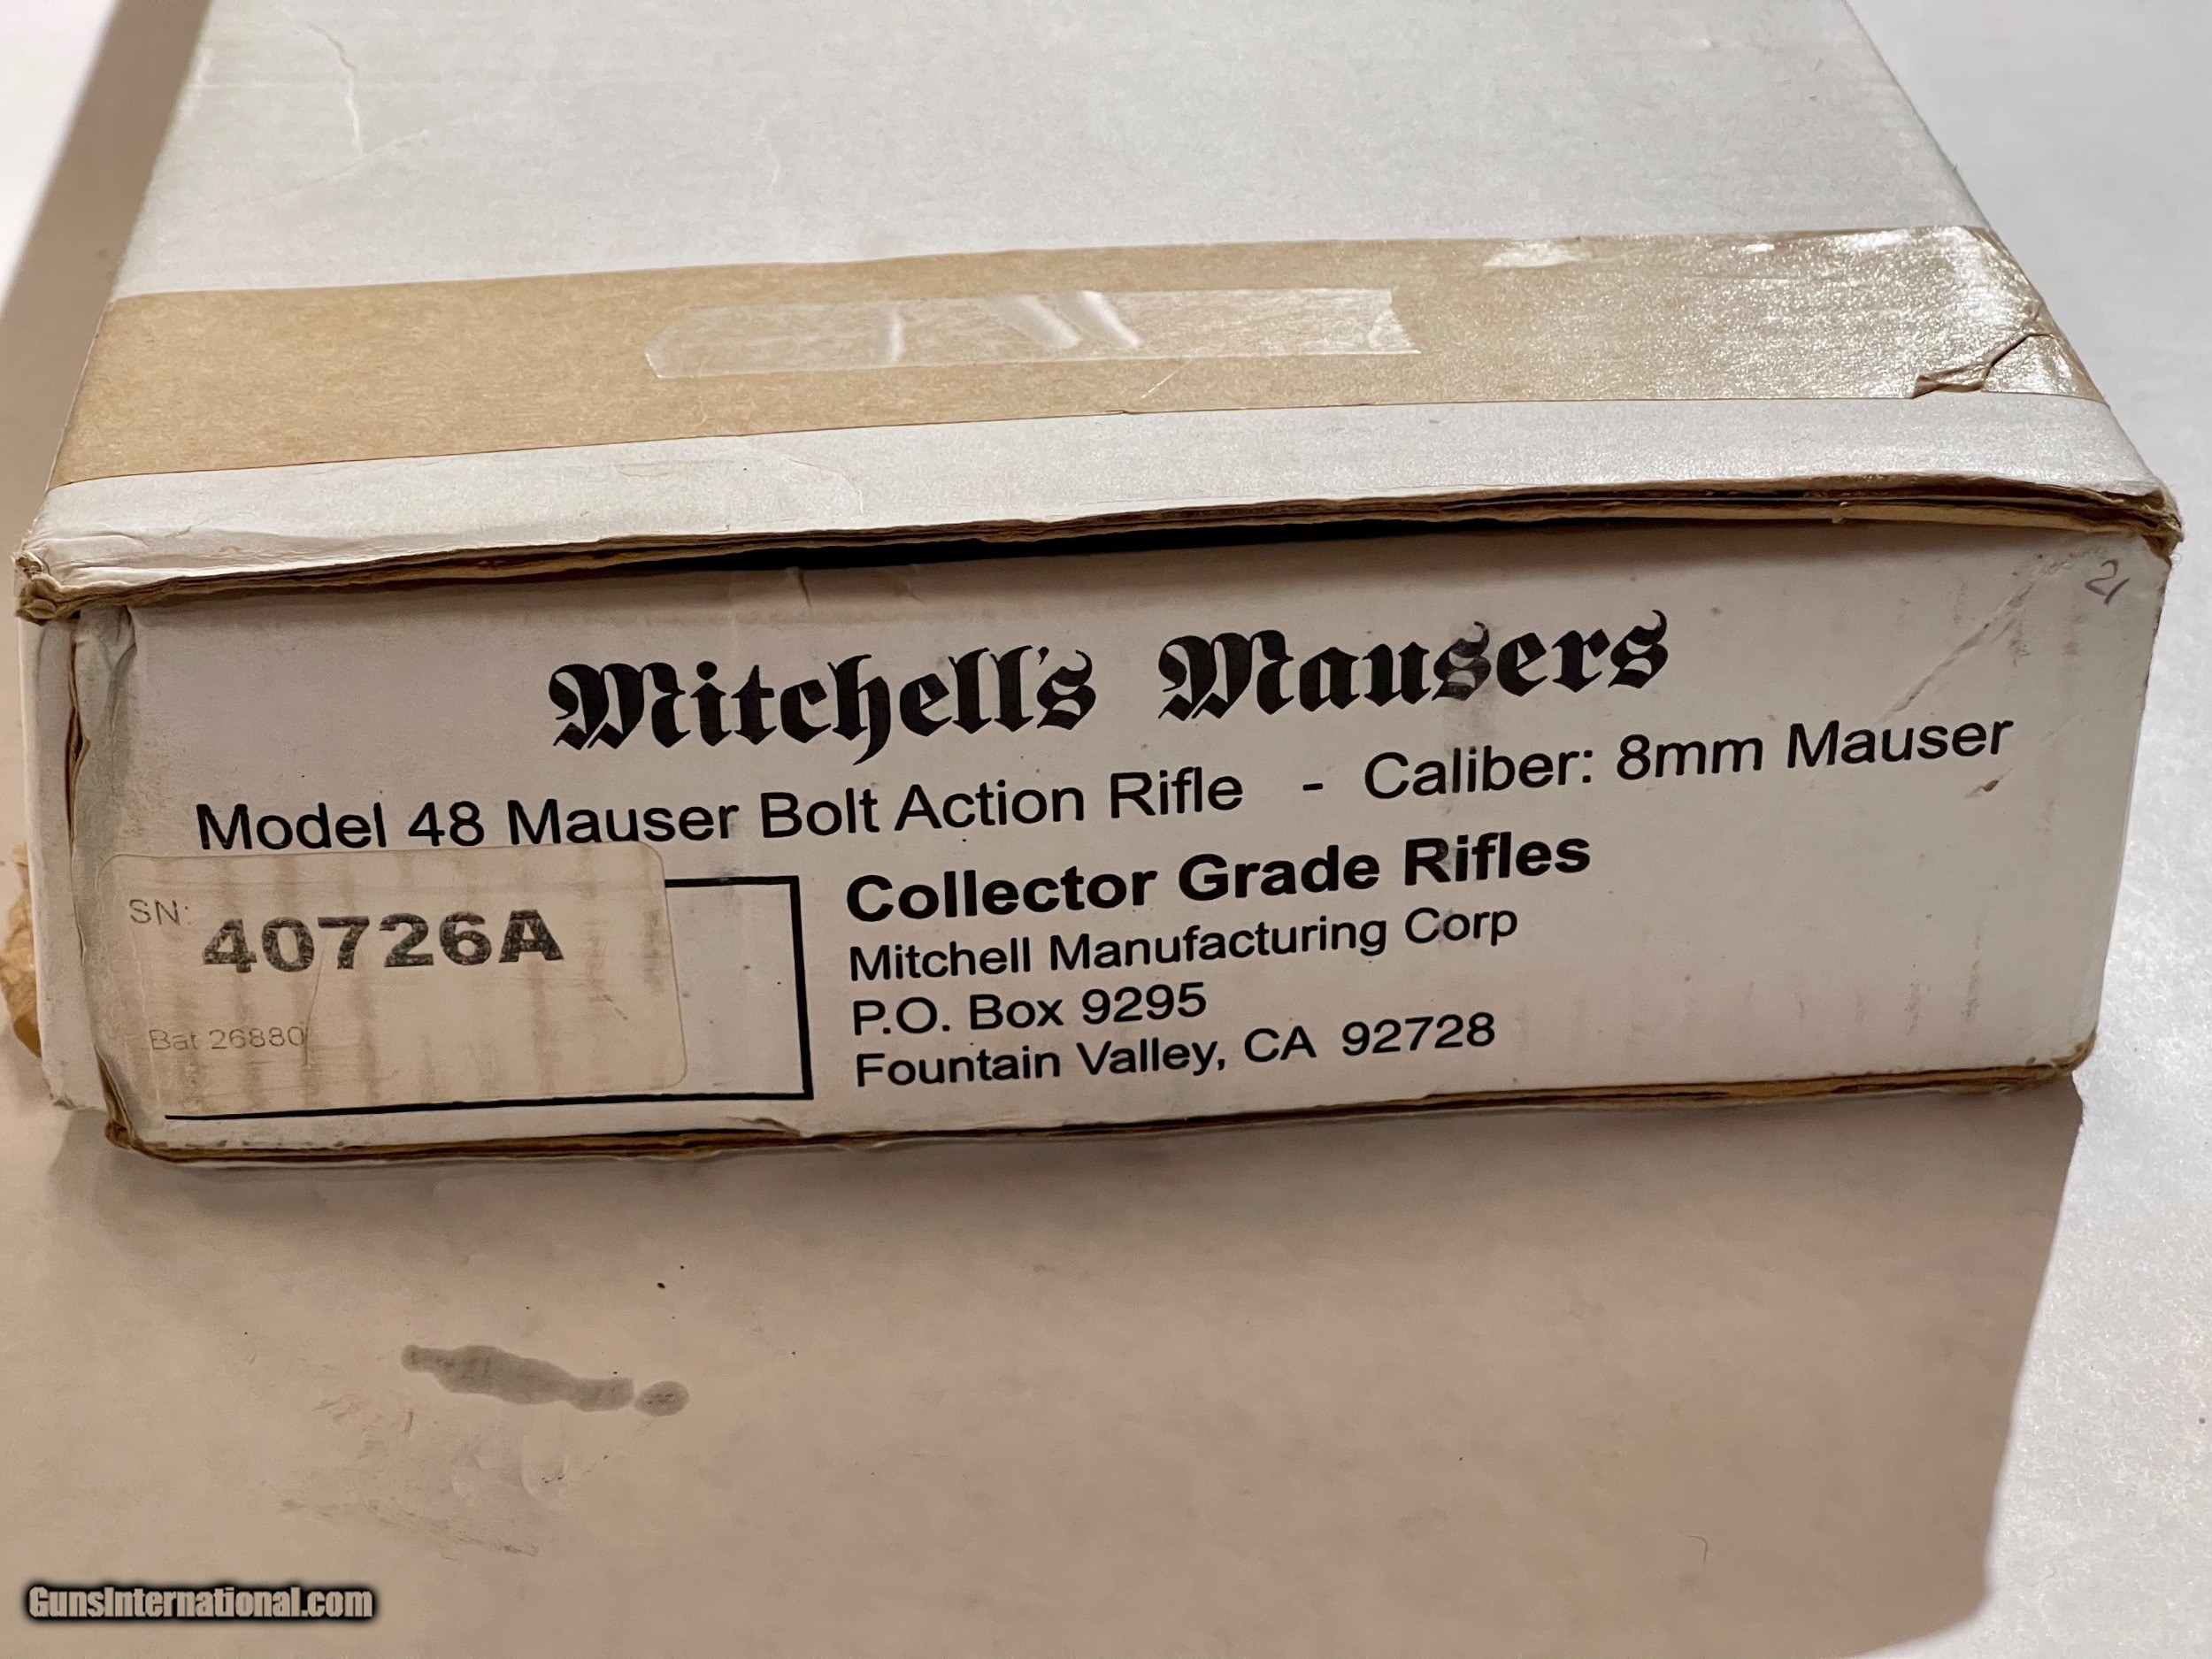 21
Mitchell's Mausers
Model 48 Mauser Bolt Action Rifle - Caliber: 8mm Mauser
SN: 40726A
Bat 26880
Collector Grade Rifles
Mitchell Manufacturing Corp
P.O. Box 9295
Fountain Valley, CA 92728
GunsInternational.com